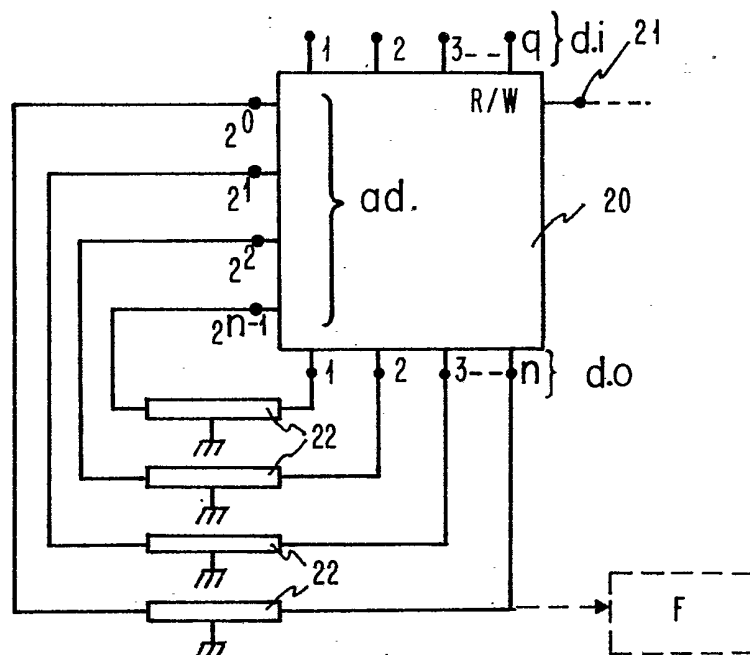 1 2 3-- q } d.i 21
R/W
2⁰
2¹ ad. 20
2²
2ⁿ⁻¹
1 2 3-- n } d.o
22
22
F